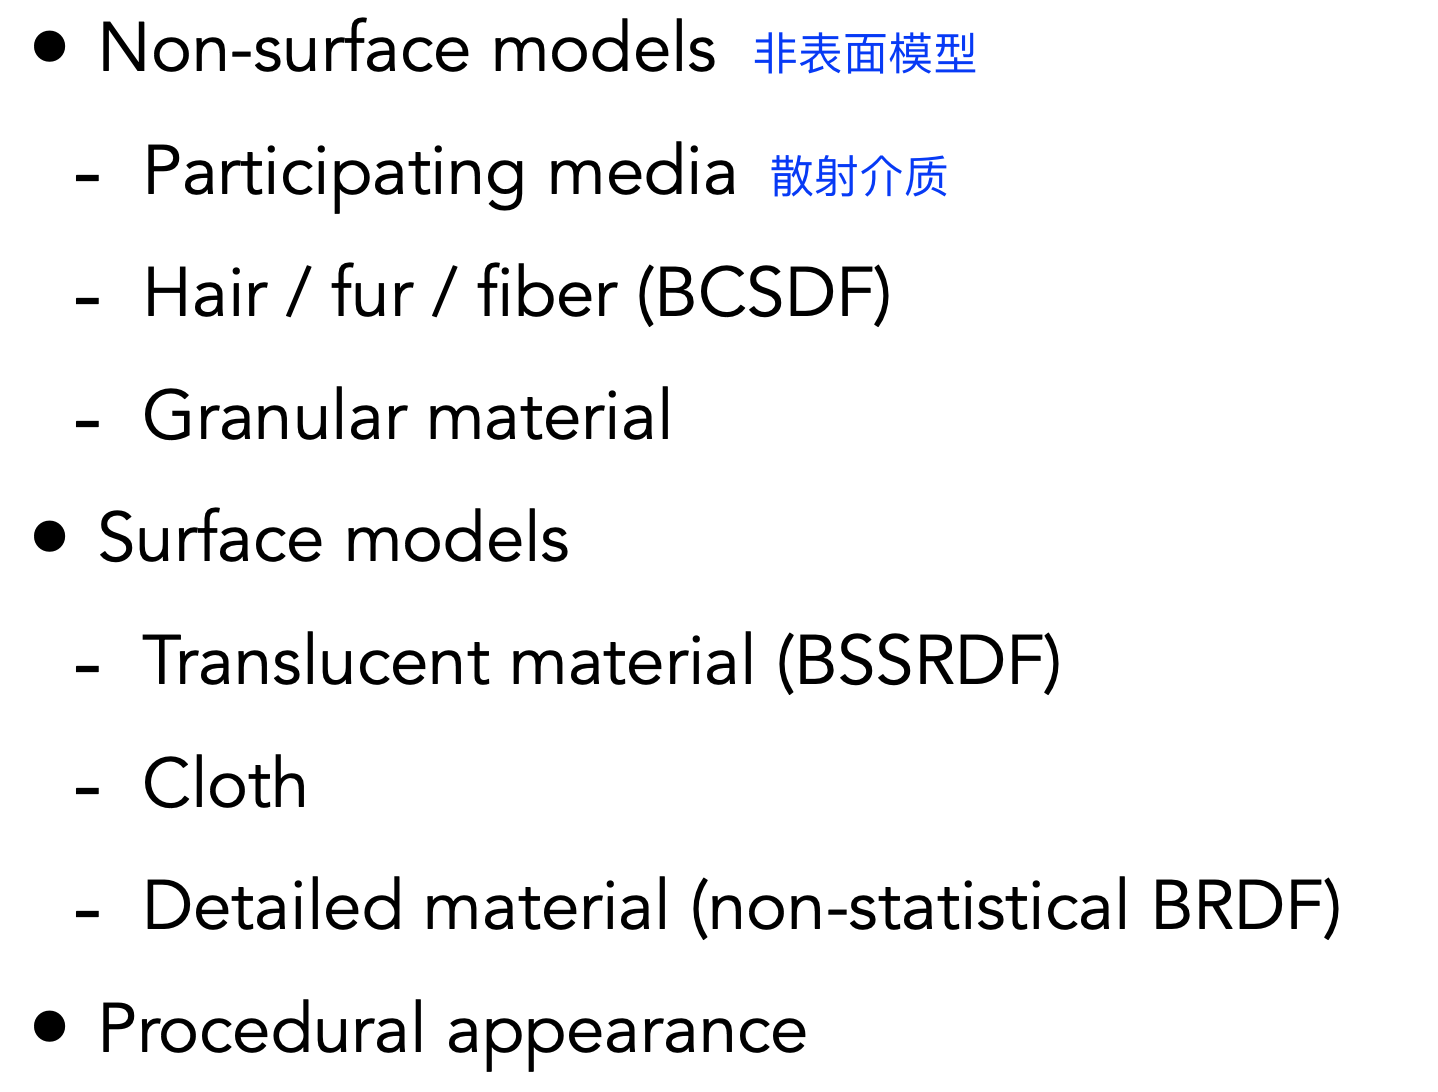 • Non-surface models 非表面模型
- Participating media 散射介质
- Hair / fur / fiber (BCSDF)
- Granular material
• Surface models
- Translucent material (BSSRDF)
- Cloth
- Detailed material (non-statistical BRDF)
• Procedural appearance